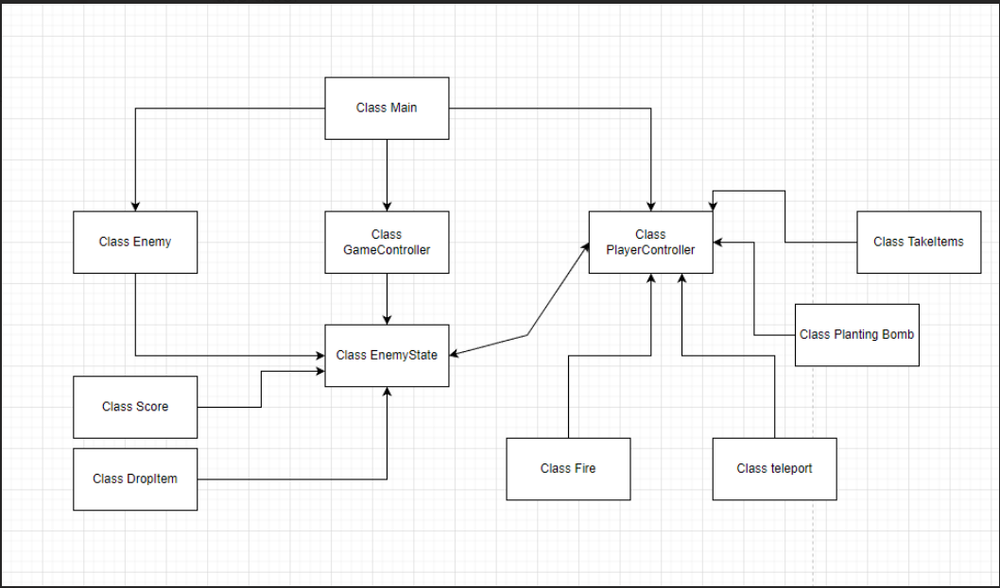 Class Main
Class Enemy
Class
GameController
Class
PlayerController
Class TakeItems
Class Planting Bomb
Class EnemyState
Class Score
Class DropItem
Class Fire
Class teleport